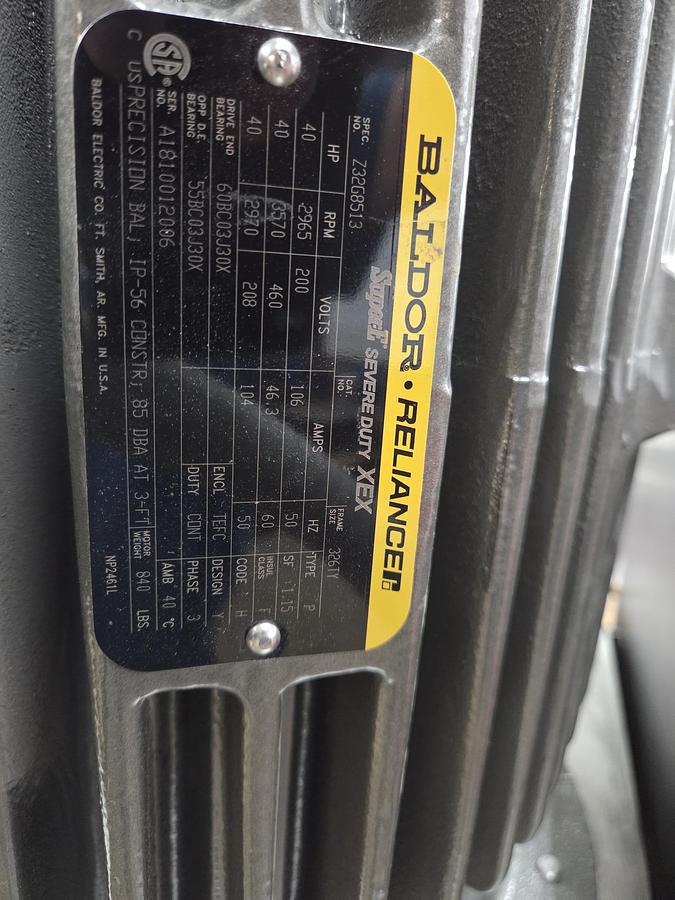 BALDOR • RELIANCER
SuperE SEVERE DUTY XEX
SPEC. NO. Z32G8513 CAT. NO. FRAME SIZE 326TY
HP RPM VOLTS AMPS HZ TYPE P
40 2965 200 106 50 SF 1.15
40 3570 460 46.3 60 INSUL CLASS F
40 2970 208 104 50 CODE H
DRIVE END BEARING 60BC03J30X ENCL TEFC DESIGN Y
OPP D.E. BEARING 55BC03J30X DUTY CONT PHASE 3
SER. NO. A1810012086 AMB 40 °C
PRECISION BAL; IP-56 CONSTR; 85 DBA AT 3-FT MOTOR WEIGHT 840 LBS.
SA ®
C US
BALDOR ELECTRIC CO. FT. SMITH, AR. MFG. IN U.S.A. NP2461L